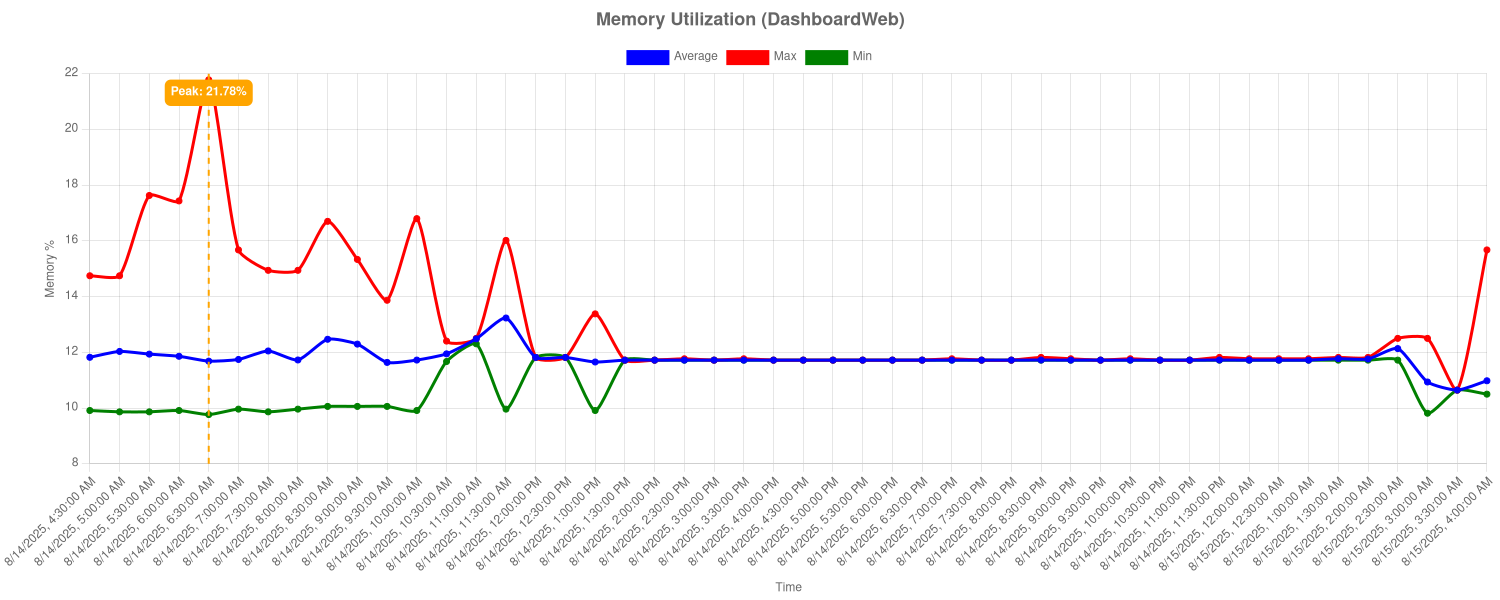 Memory Utilization (DashboardWeb)
Average Max Min
22
Peak: 21.78%
20
18
16
14
12
10
8
Memory %
8/14/2025, 4:30:00 AM
8/14/2025, 5:00:00 AM
8/14/2025, 5:30:00 AM
8/14/2025, 6:00:00 AM
8/14/2025, 6:30:00 AM
8/14/2025, 7:00:00 AM
8/14/2025, 7:30:00 AM
8/14/2025, 8:00:00 AM
8/14/2025, 8:30:00 AM
8/14/2025, 9:00:00 AM
8/14/2025, 9:30:00 AM
8/14/2025, 10:00:00 AM
8/14/2025, 10:30:00 AM
8/14/2025, 11:00:00 AM
8/14/2025, 11:30:00 AM
8/14/2025, 12:00:00 PM
8/14/2025, 12:30:00 PM
8/14/2025, 1:00:00 PM
8/14/2025, 1:30:00 PM
8/14/2025, 2:00:00 PM
8/14/2025, 2:30:00 PM
8/14/2025, 3:00:00 PM
8/14/2025, 3:30:00 PM
8/14/2025, 4:00:00 PM
8/14/2025, 4:30:00 PM
8/14/2025, 5:00:00 PM
8/14/2025, 5:30:00 PM
8/14/2025, 6:00:00 PM
8/14/2025, 6:30:00 PM
8/14/2025, 7:00:00 PM
8/14/2025, 7:30:00 PM
8/14/2025, 8:00:00 PM
8/14/2025, 8:30:00 PM
8/14/2025, 9:00:00 PM
8/14/2025, 9:30:00 PM
8/14/2025, 10:00:00 PM
8/14/2025, 10:30:00 PM
8/14/2025, 11:00:00 PM
8/14/2025, 11:30:00 PM
8/15/2025, 12:00:00 AM
8/15/2025, 12:30:00 AM
8/15/2025, 1:00:00 AM
8/15/2025, 1:30:00 AM
8/15/2025, 2:00:00 AM
8/15/2025, 2:30:00 AM
8/15/2025, 3:00:00 AM
8/15/2025, 3:30:00 AM
8/15/2025, 4:00:00 AM
Time